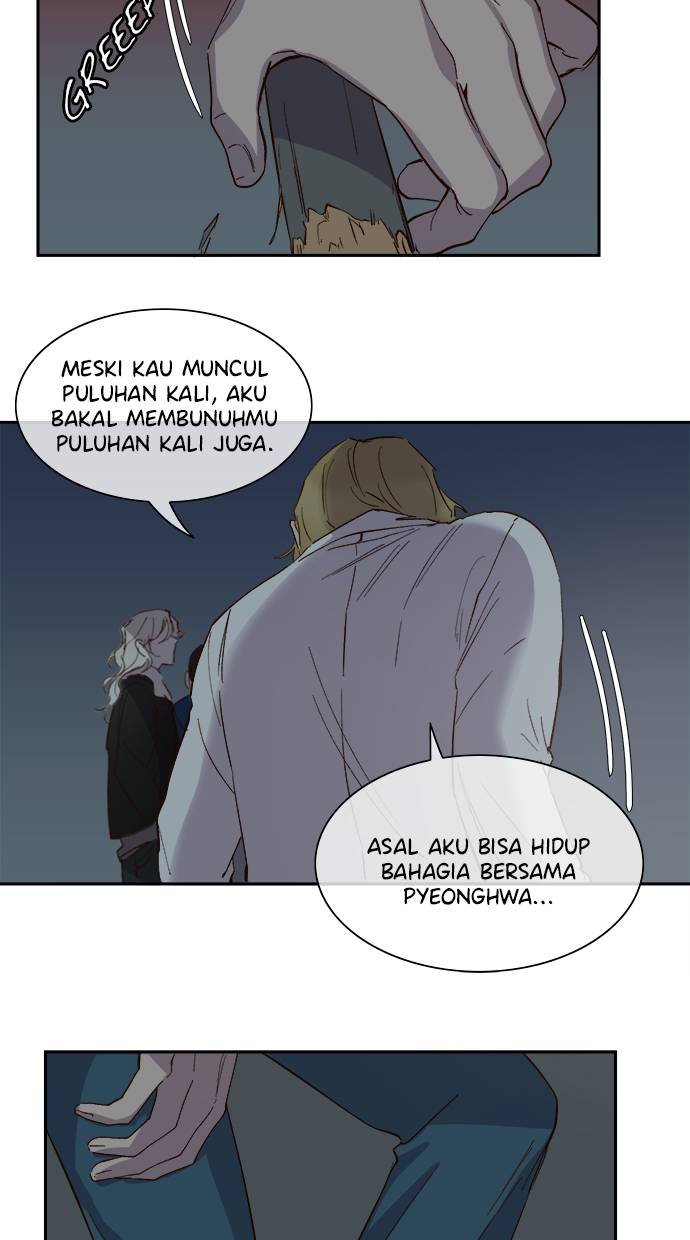 GREEEP
MESKI KAU MUNCUL
PULUHAN KALI, AKU
BAKAL MEMBUNUHMU
PULUHAN KALI JUGA.
ASAL AKU BISA HIDUP
BAHAGIA BERSAMA
PYEONGHWA...